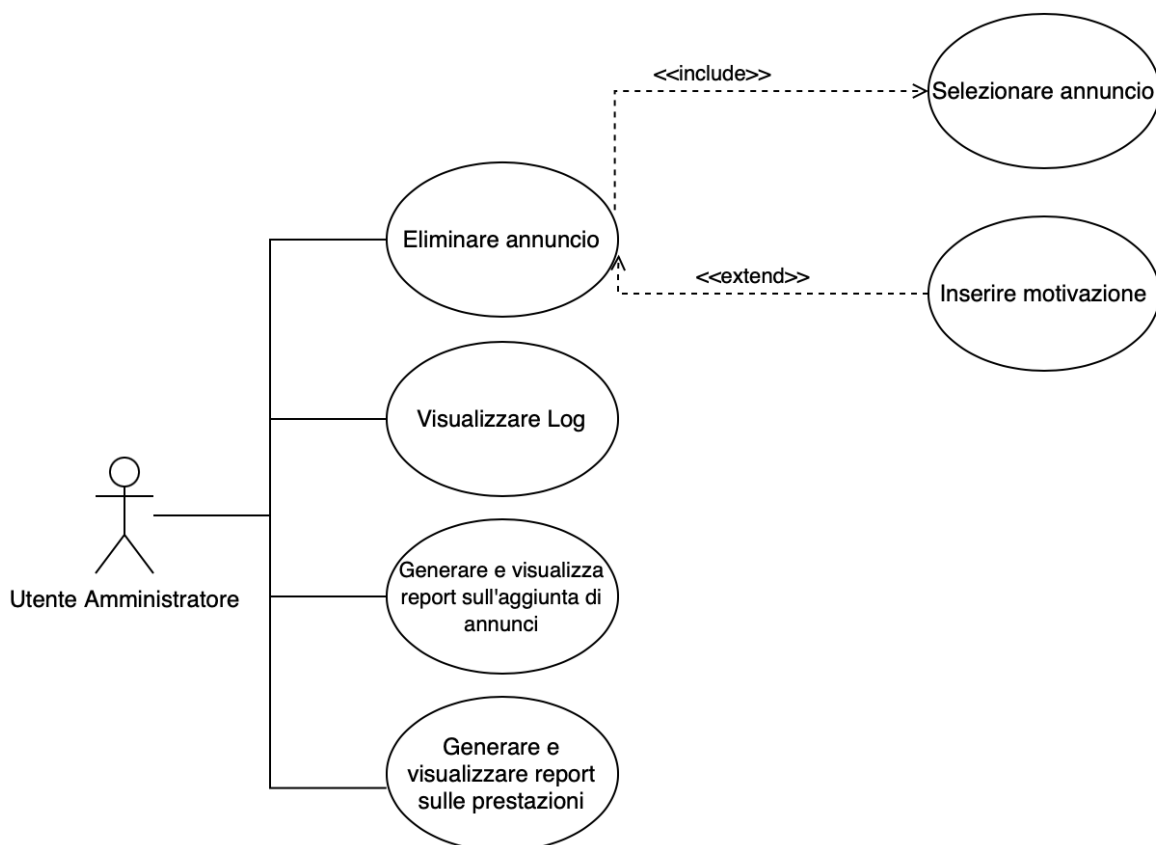 <<include>>
Selezionare annuncio
Eliminare annuncio
<<extend>>
Inserire motivazione
Visualizzare Log
Utente Amministratore
Generare e visualizza
report sull'aggiunta di
annunci
Generare e
visualizzare report
sulle prestazioni